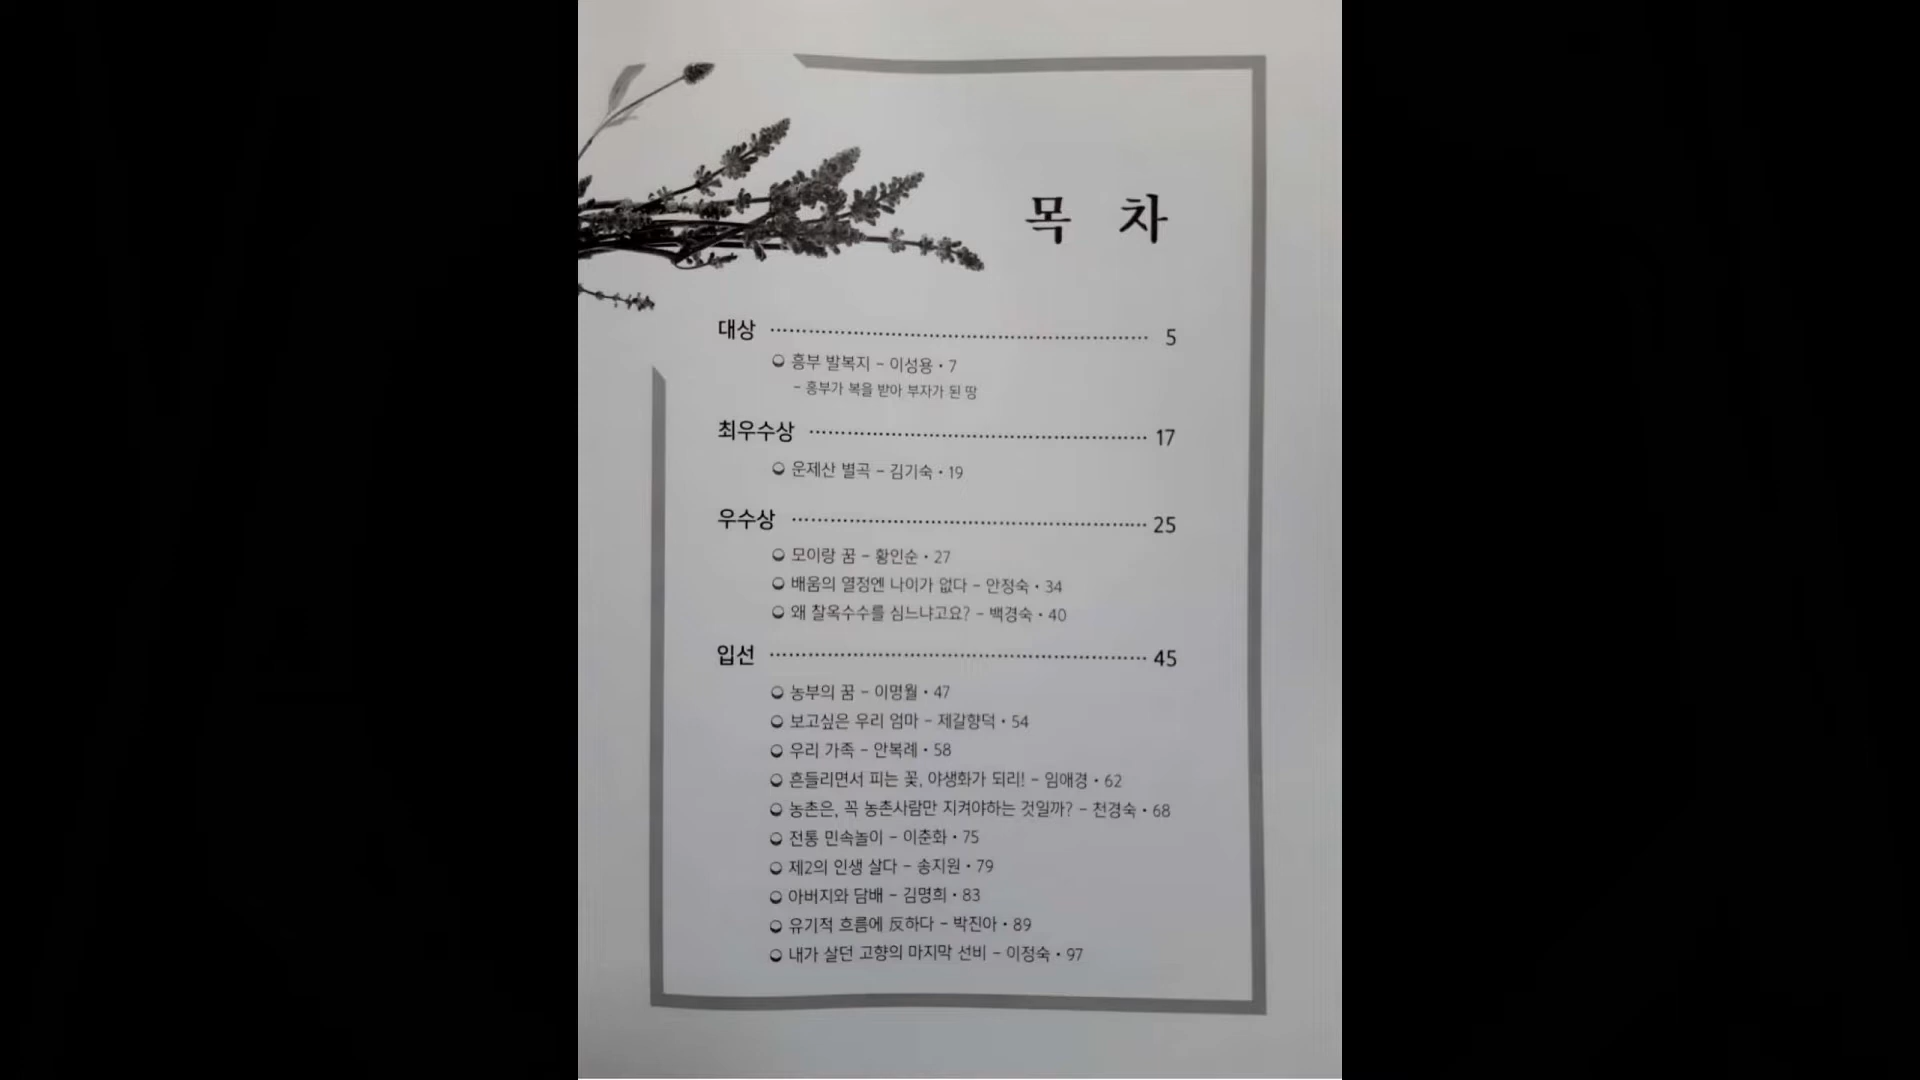 목 차
대상 5
흥부 발복지 - 이성용 • 7
- 흥부가 복을 받아 부자가 된 땅
최우수상 17
운제산 별곡 - 김기숙 • 19
우수상 25
모이랑 꿈 - 황인순 • 27
배움의 열정엔 나이가 없다 - 안정숙 • 34
왜 찰옥수수를 심느냐고요? - 백경숙 • 40
입선 45
농부의 꿈 - 이명월 • 47
보고싶은 우리 엄마 - 제갈향덕 • 54
우리 가족 - 안복례 • 58
흔들리면서 피는 꽃, 야생화가 되리! - 임애경 • 62
농촌은, 꼭 농촌사람만 지켜야하는 것일까? - 천경숙 • 68
전통 민속놀이 - 이춘화 • 75
제2의 인생 살다 - 송지원 • 79
아버지와 담배 - 김명희 • 83
유기적 흐름에 反하다 - 박진아 • 89
내가 살던 고향의 마지막 선비 - 이정숙 • 97